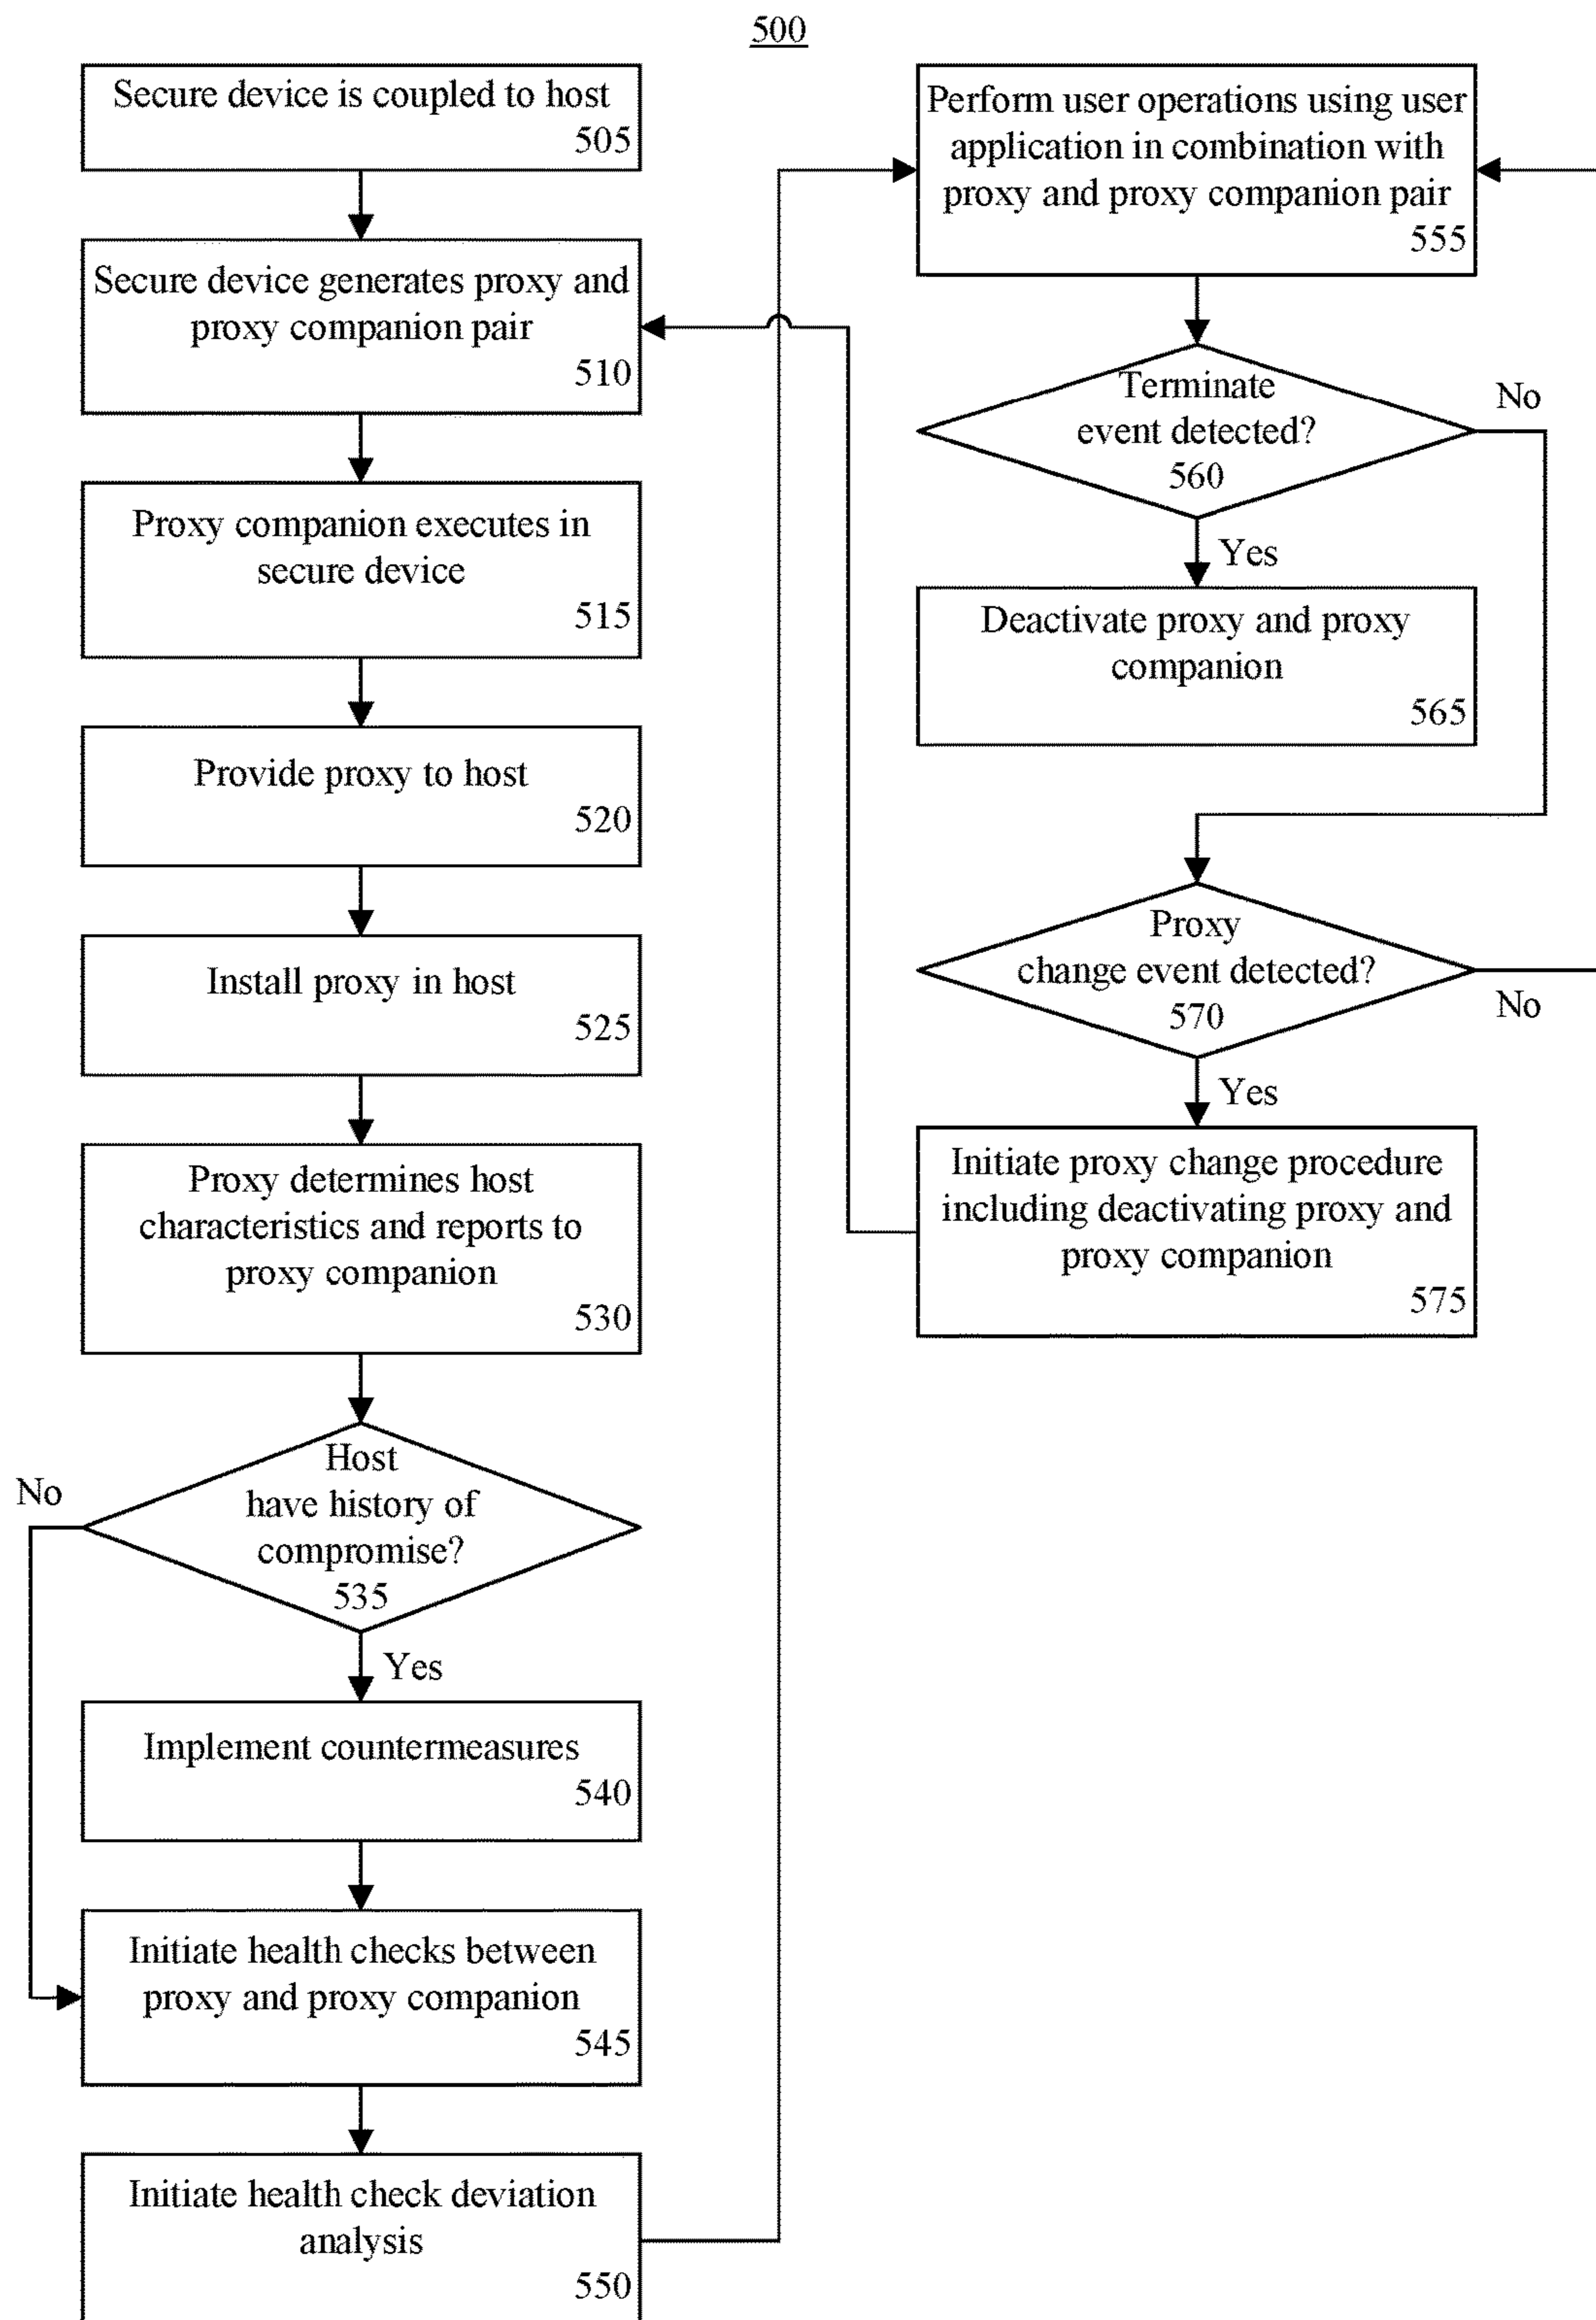 500
Secure device is coupled to host
505
Secure device generates proxy and
proxy companion pair
510
Proxy companion executes in
secure device
515
Provide proxy to host
520
Install proxy in host
525
Proxy determines host
characteristics and reports to
proxy companion
530
Host
have history of
compromise?
535
No
Yes
Implement countermeasures
540
Initiate health checks between
proxy and proxy companion
545
Initiate health check deviation
analysis
550
Perform user operations using user
application in combination with
proxy and proxy companion pair
555
Terminate
event detected?
560
No
Yes
Deactivate proxy and proxy
companion
565
Proxy
change event detected?
570
No
Yes
Initiate proxy change procedure
including deactivating proxy and
proxy companion
575